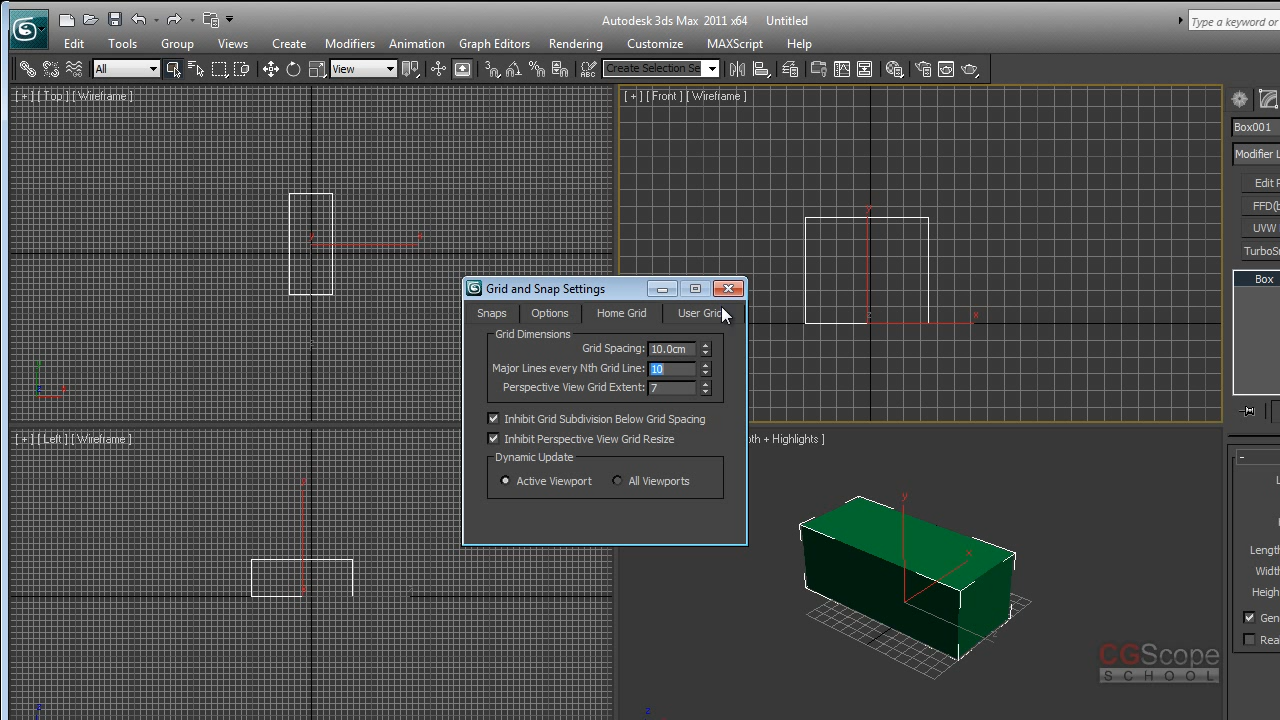 Autodesk 3ds Max 2011 x64 Untitled
Type a keyword or
Edit Tools Group Views Create Modifiers Animation Graph Editors Rendering Customize MAXScript Help
All
View
Create Selection Se
[ + ] [ Top ] [ Wireframe ]
[ + ] [ Front ] [ Wireframe ]
Box001
Modifier L
Edit P
FFD(b
UVW
TurboSm
Box
y
x
y
x
z
Grid and Snap Settings
Snaps Options Home Grid User Grid
Grid Dimensions
Grid Spacing: 10.0cm
Major Lines every Nth Grid Line: 10
Perspective View Grid Extent: 7
Inhibit Grid Subdivision Below Grid Spacing
Inhibit Perspective View Grid Resize
Dynamic Update
Active Viewport All Viewports
[ + ] [ Left ] [ Wireframe ]
oth + Highlights ]
y
x
z
L
Length
Width
Heigh
Gen
Rea
CGScope
SCHOOL
z